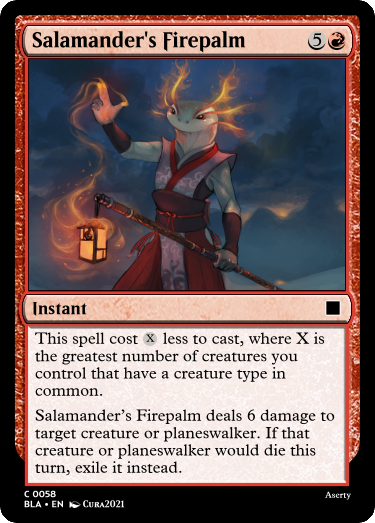 Salamander's Firepalm 5
Instant
This spell cost X less to cast, where X is
the greatest number of creatures you
control that have a creature type in
common.
Salamander's Firepalm deals 6 damage to
target creature or planeswalker. If that
creature or planeswalker would die this
turn, exile it instead.
C 0058
BLA • EN Cura2021
Aserty